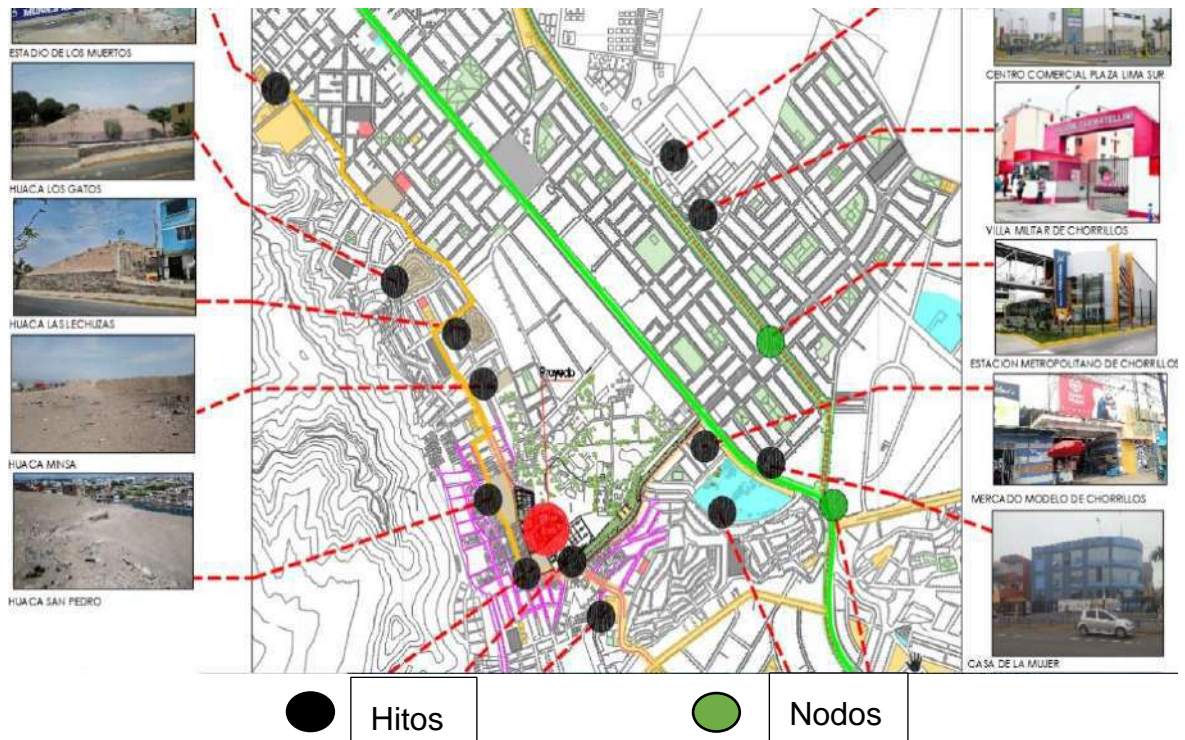 ESTADIO DE LOS MUERTOS
HUACA LOS GATOS
HUACA LAS LECHUZAS
HUACA MINSA
HUACA SAN PEDRO
Proyecto
CENTRO COMERCIAL PLAZA LIMA SUR
VILLA MILITAR DE CHORRILLOS
ESTACION METROPOLITANO DE CHORRILLOS
MERCADO MODELO DE CHORRILLOS
CASA DE LA MUJER
Hitos
Nodos